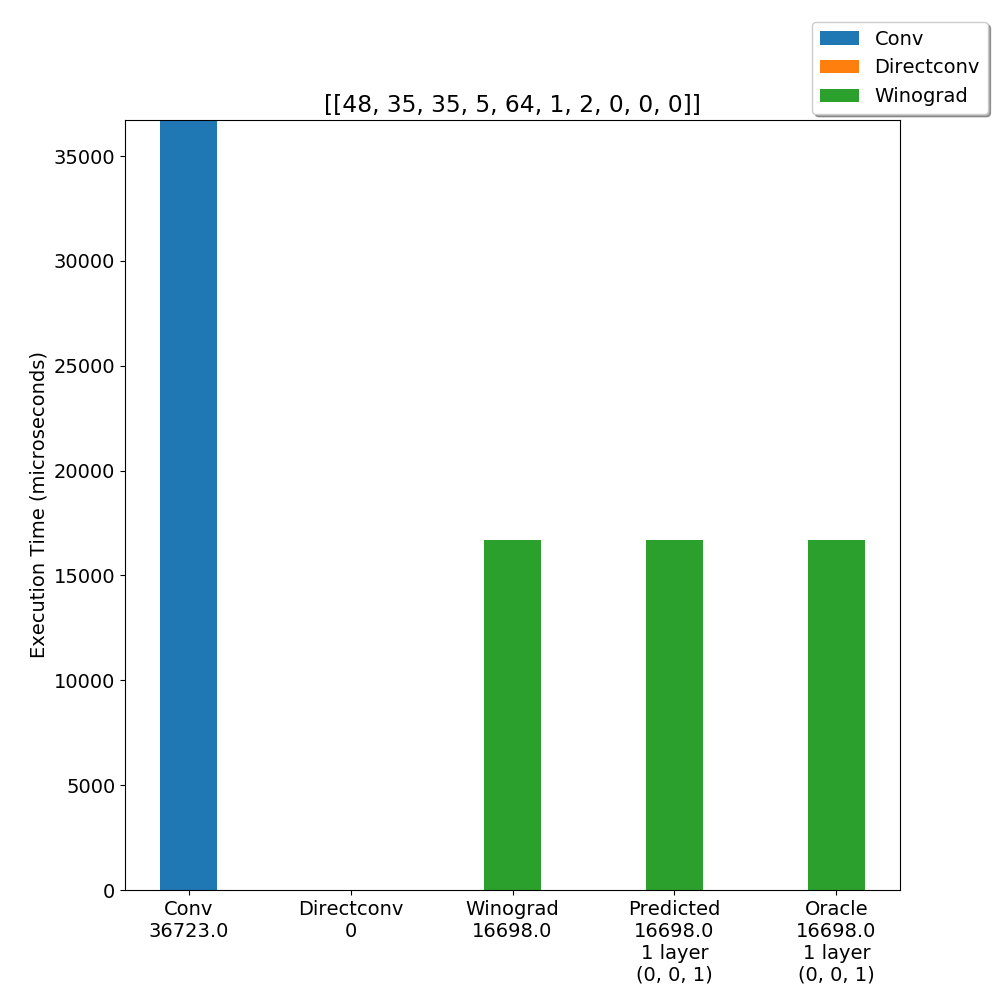 Conv
Directconv
Winograd
[[48, 35, 35, 5, 64, 1, 2, 0, 0, 0]]
Execution Time (microseconds)
35000
30000
25000
20000
15000
10000
5000
0
Conv
36723.0
Directconv
0
Winograd
16698.0
Predicted
16698.0
1 layer
(0, 0, 1)
Oracle
16698.0
1 layer
(0, 0, 1)